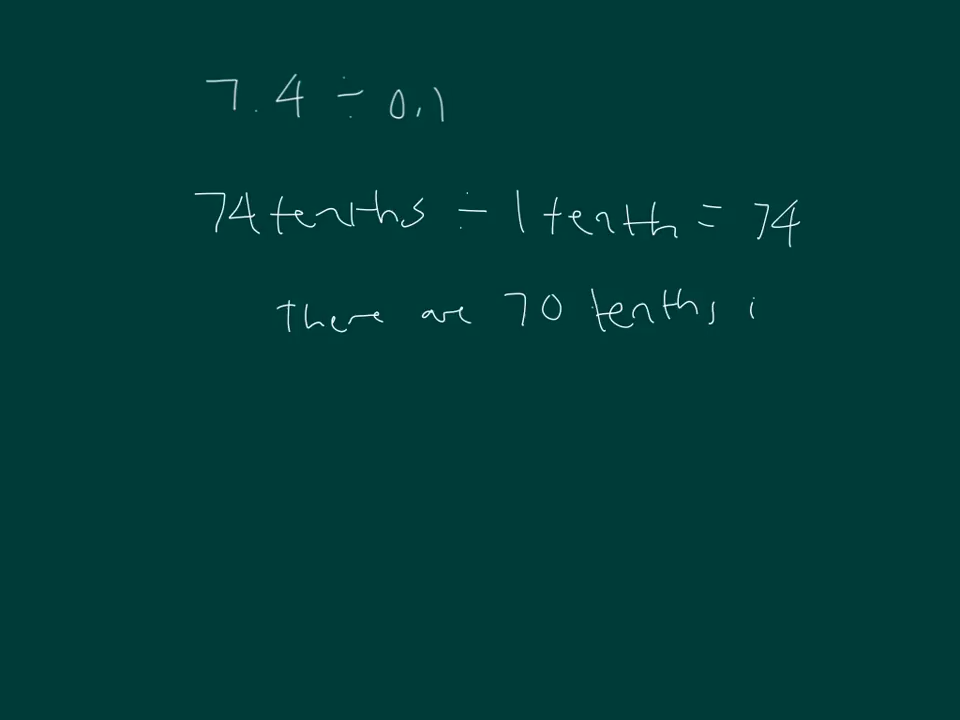 7.4 ÷ 0.1
74 tenths ÷ 1 tenth = 74
there are 70 tenths i